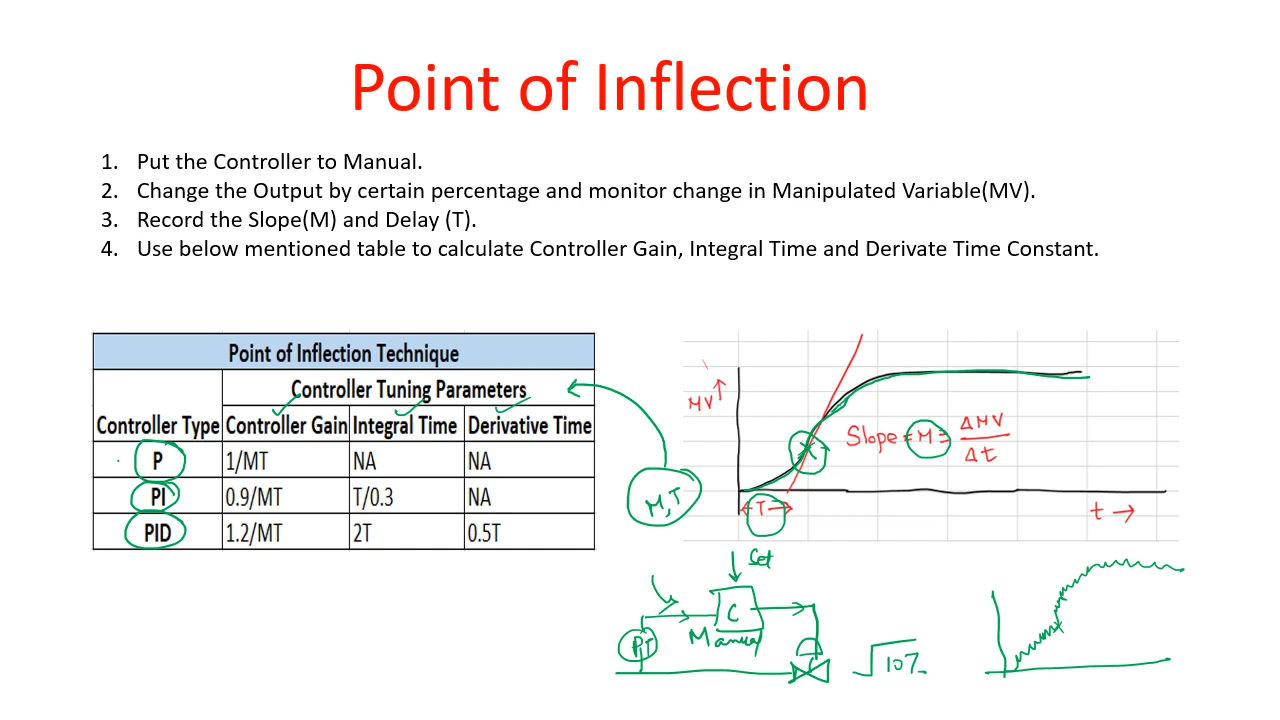 Point of Inflection
1. Put the Controller to Manual.
2. Change the Output by certain percentage and monitor change in Manipulated Variable(MV).
3. Record the Slope(M) and Delay (T).
4. Use below mentioned table to calculate Controller Gain, Integral Time and Derivate Time Constant.
Point of Inflection Technique
Controller Tuning Parameters
Controller Type Controller Gain Integral Time Derivative Time
P 1/MT NA NA
PI 0.9/MT T/0.3 NA
PID 1.2/MT 2T 0.5T
M,T
MV
Slope = M = ΔMV
Δt
T
t
Set
C
Manual
PIT
10%